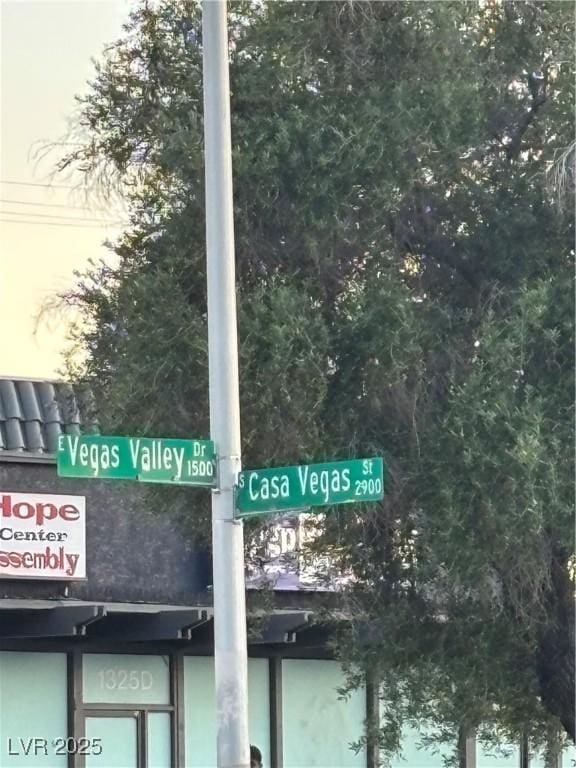 E Vegas Valley Dr 1500
S Casa Vegas St 2900
Hope
Center
Assembly
1325D
LVR © 2025